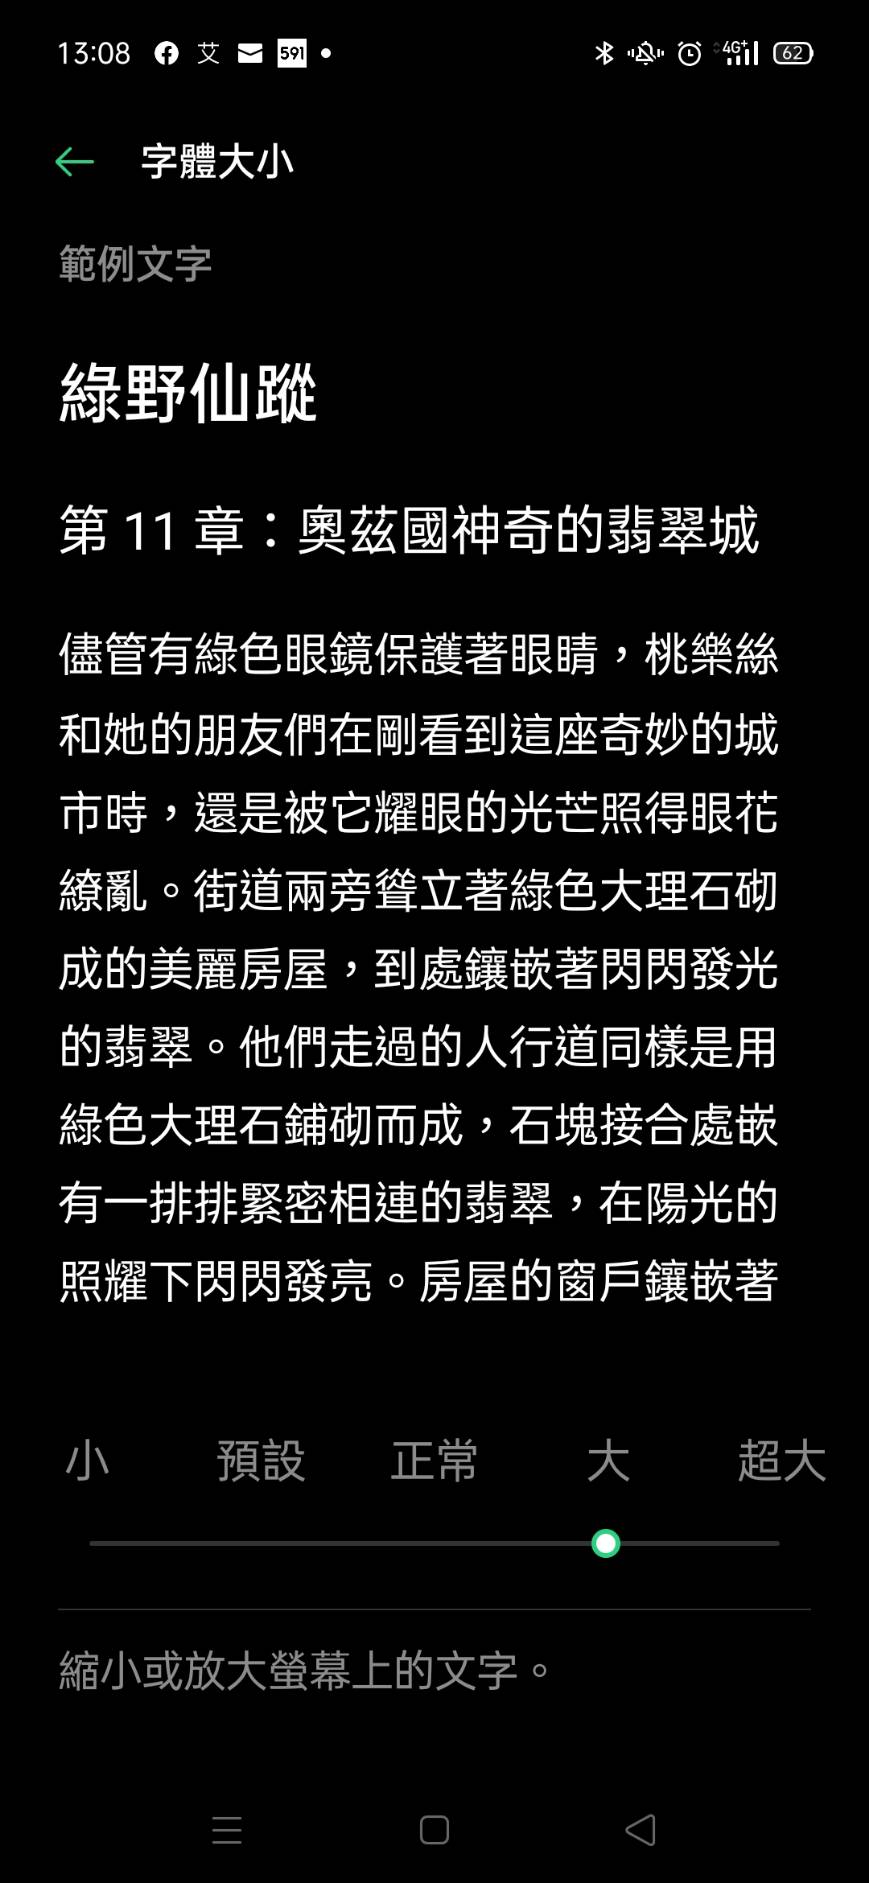 13:08 艾 591 4G+ 62
字體大小
範例文字
綠野仙蹤
第 11 章：奧茲國神奇的翡翠城
儘管有綠色眼鏡保護著眼睛，桃樂絲
和她的朋友們在剛看到這座奇妙的城
市時，還是被它耀眼的光芒照得眼花
繚亂。街道兩旁聳立著綠色大理石砌
成的美麗房屋，到處鑲嵌著閃閃發光
的翡翠。他們走過的人行道同樣是用
綠色大理石鋪砌而成，石塊接合處嵌
有一排排緊密相連的翡翠，在陽光的
照耀下閃閃發亮。房屋的窗戶鑲嵌著
小 預設 正常 大 超大
縮小或放大螢幕上的文字。